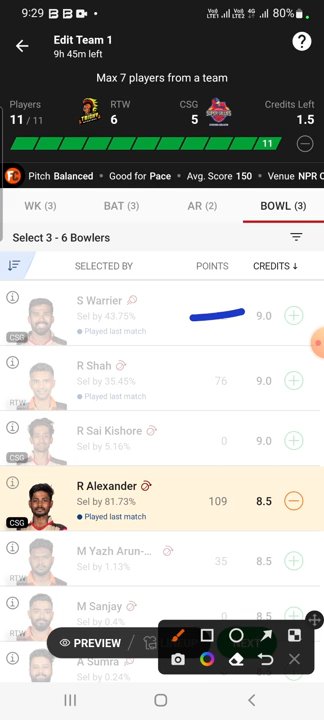 9:29 80%
Edit Team 1
9h 45m left
?
Max 7 players from a team
Players RTW CSG Credits Left
11 / 11 6 5 1.5
11
Pitch Balanced • Good for Pace • Avg. Score 150 • Venue NPR C
WK (3) BAT (3) AR (2) BOWL (3)
Select 3 - 6 Bowlers
SELECTED BY POINTS CREDITS ↓
S Warrier
Sel by 43.75% 9.0
Played last match
CSG
R Shah
Sel by 35.45% 76 9.0
Played last match
RTW
R Sai Kishore
Sel by 5.16% 0 9.0
CSG
R Alexander
Sel by 81.73% 109 8.5
Played last match
CSG
M Yazh Arun-...
Sel by 1.13% 35 8.5
RTW
M Sanjay
Sel by 0.4% 0 8.5
RTW
PREVIEW
A Sumra
Sel by 0.24%
CSG